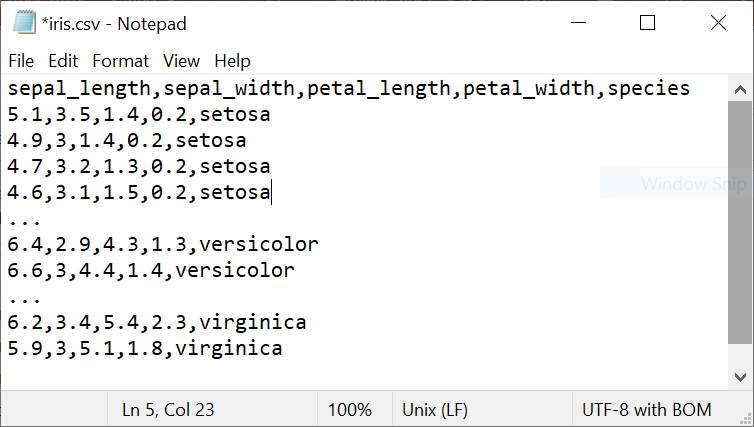 *iris.csv - Notepad
File Edit Format View Help
sepal_length,sepal_width,petal_length,petal_width,species
5.1,3.5,1.4,0.2,setosa
4.9,3,1.4,0.2,setosa
4.7,3.2,1.3,0.2,setosa
Window Snip
4.6,3.1,1.5,0.2,setosa
...
6.4,2.9,4.3,1.3,versicolor
6.6,3,4.4,1.4,versicolor
...
6.2,3.4,5.4,2.3,virginica
5.9,3,5.1,1.8,virginica
Ln 5, Col 23 100% Unix (LF) UTF-8 with BOM